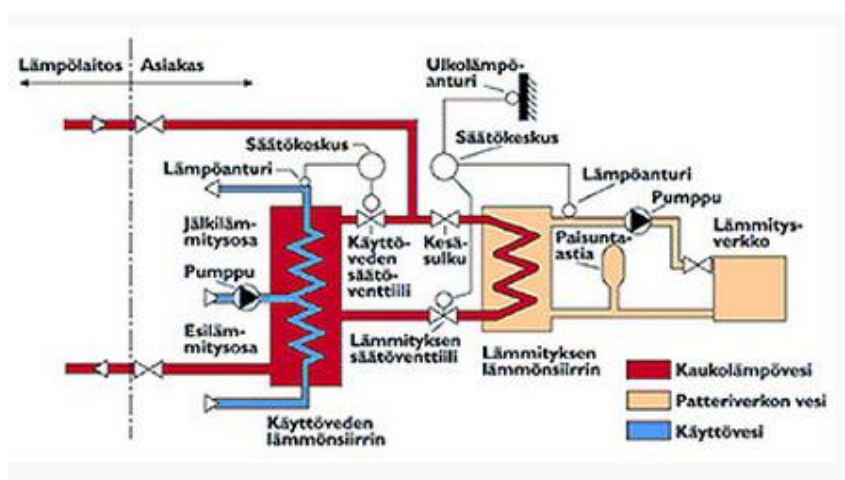 Lämpölaitos
Asiakas
Ulkolämpö-
anturi
Säätökeskus
Säätökeskus
Lämpöanturi
Lämpöanturi
Pumppu
Jälkiläm-
mitysosa
Käyttö-
veden
säätö-
venttiili
Kesä-
sulku
Paisunta-
astia
Lämmitys-
verkko
Pumppu
Esiläm-
mitysosa
Lämmityksen
säätöventtiili
Lämmityksen
lämmönsiirrin
Käyttöveden
lämmönsiirrin
Kaukolämpövesi
Patteriverkon vesi
Käyttövesi